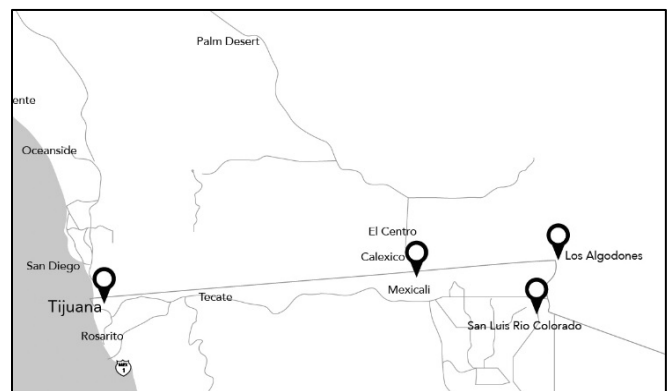 Palm Desert
ente
Oceanside
El Centro
San Diego
Calexico
Los Algodones
Tijuana
Tecate
Mexicali
San Luis Rio Colorado
Rosarito
1